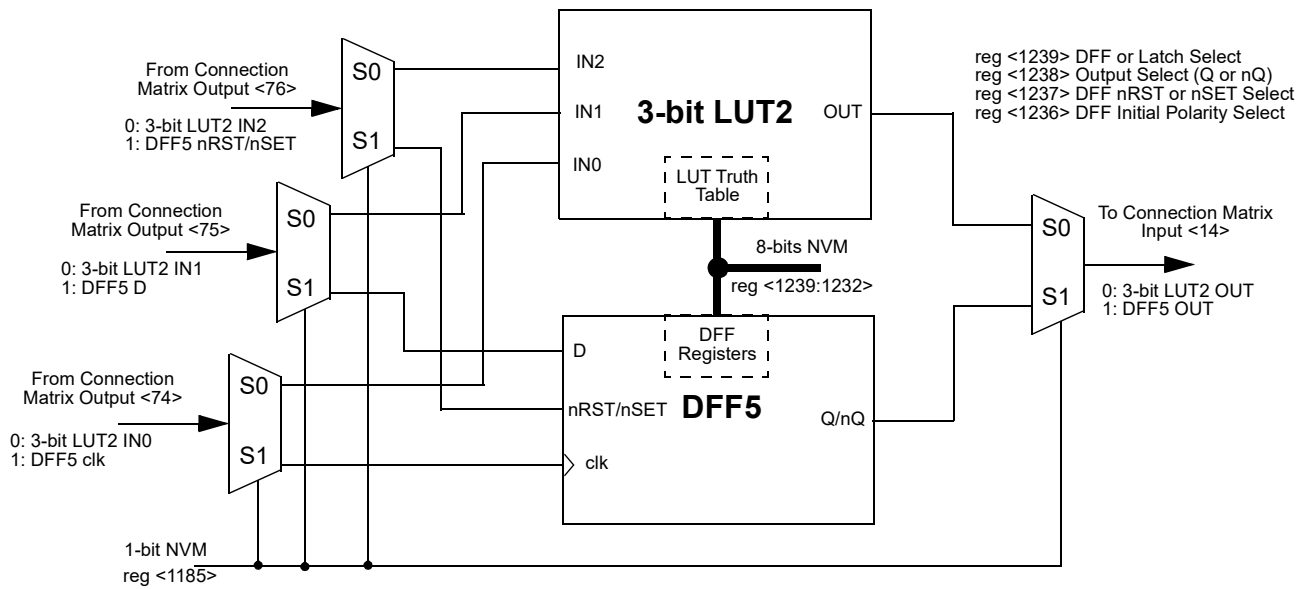 From Connection
Matrix Output <76>
0: 3-bit LUT2 IN2
1: DFF5 nRST/nSET
S0
S1
From Connection
Matrix Output <75>
0: 3-bit LUT2 IN1
1: DFF5 D
S0
S1
From Connection
Matrix Output <74>
0: 3-bit LUT2 IN0
1: DFF5 clk
S0
S1
1-bit NVM
reg <1185>
IN2
IN1
IN0
3-bit LUT2
OUT
LUT Truth
Table
8-bits NVM
reg <1239:1232>
DFF
Registers
D
nRST/nSET
clk
DFF5
Q/nQ
reg <1239> DFF or Latch Select
reg <1238> Output Select (Q or nQ)
reg <1237> DFF nRST or nSET Select
reg <1236> DFF Initial Polarity Select
S0
S1
To Connection Matrix
Input <14>
0: 3-bit LUT2 OUT
1: DFF5 OUT